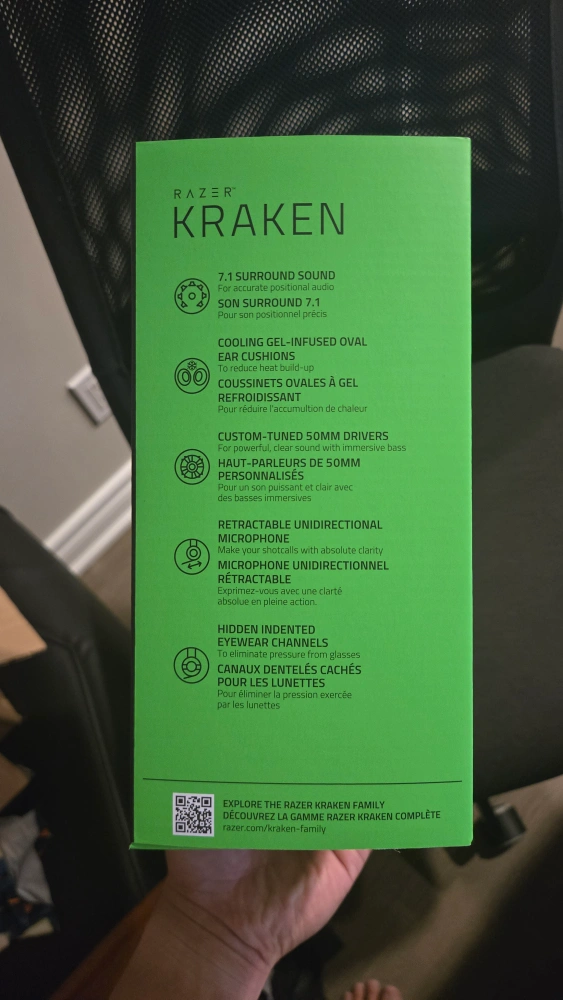 RAZER™
KRAKEN
7.1 SURROUND SOUND
For accurate positional audio
SON SURROUND 7.1
Pour son positionnel précis
COOLING GEL-INFUSED OVAL
EAR CUSHIONS
To reduce heat build-up
COUSSINETS OVALES À GEL
REFROIDISSANT
Pour réduire l'accumultion de chaleur
CUSTOM-TUNED 50MM DRIVERS
For powerful, clear sound with immersive bass
HAUT-PARLEURS DE 50MM
PERSONNALISÉS
Pour un son puissant et clair avec
des basses immersives
RETRACTABLE UNIDIRECTIONAL
MICROPHONE
Make your shotcalls with absolute clarity
MICROPHONE UNIDIRECTIONNEL
RÉTRACTABLE
Exprimez-vous avec une clarté
absolue en pleine action.
HIDDEN INDENTED
EYEWEAR CHANNELS
To eliminate pressure from glasses
CANAUX DENTELÉS CACHÉS
POUR LES LUNETTES
Pour éliminer la pression exercée
par les lunettes
EXPLORE THE RAZER KRAKEN FAMILY
DÉCOUVREZ LA GAMME RAZER KRAKEN COMPLÈTE
razer.com/kraken-family